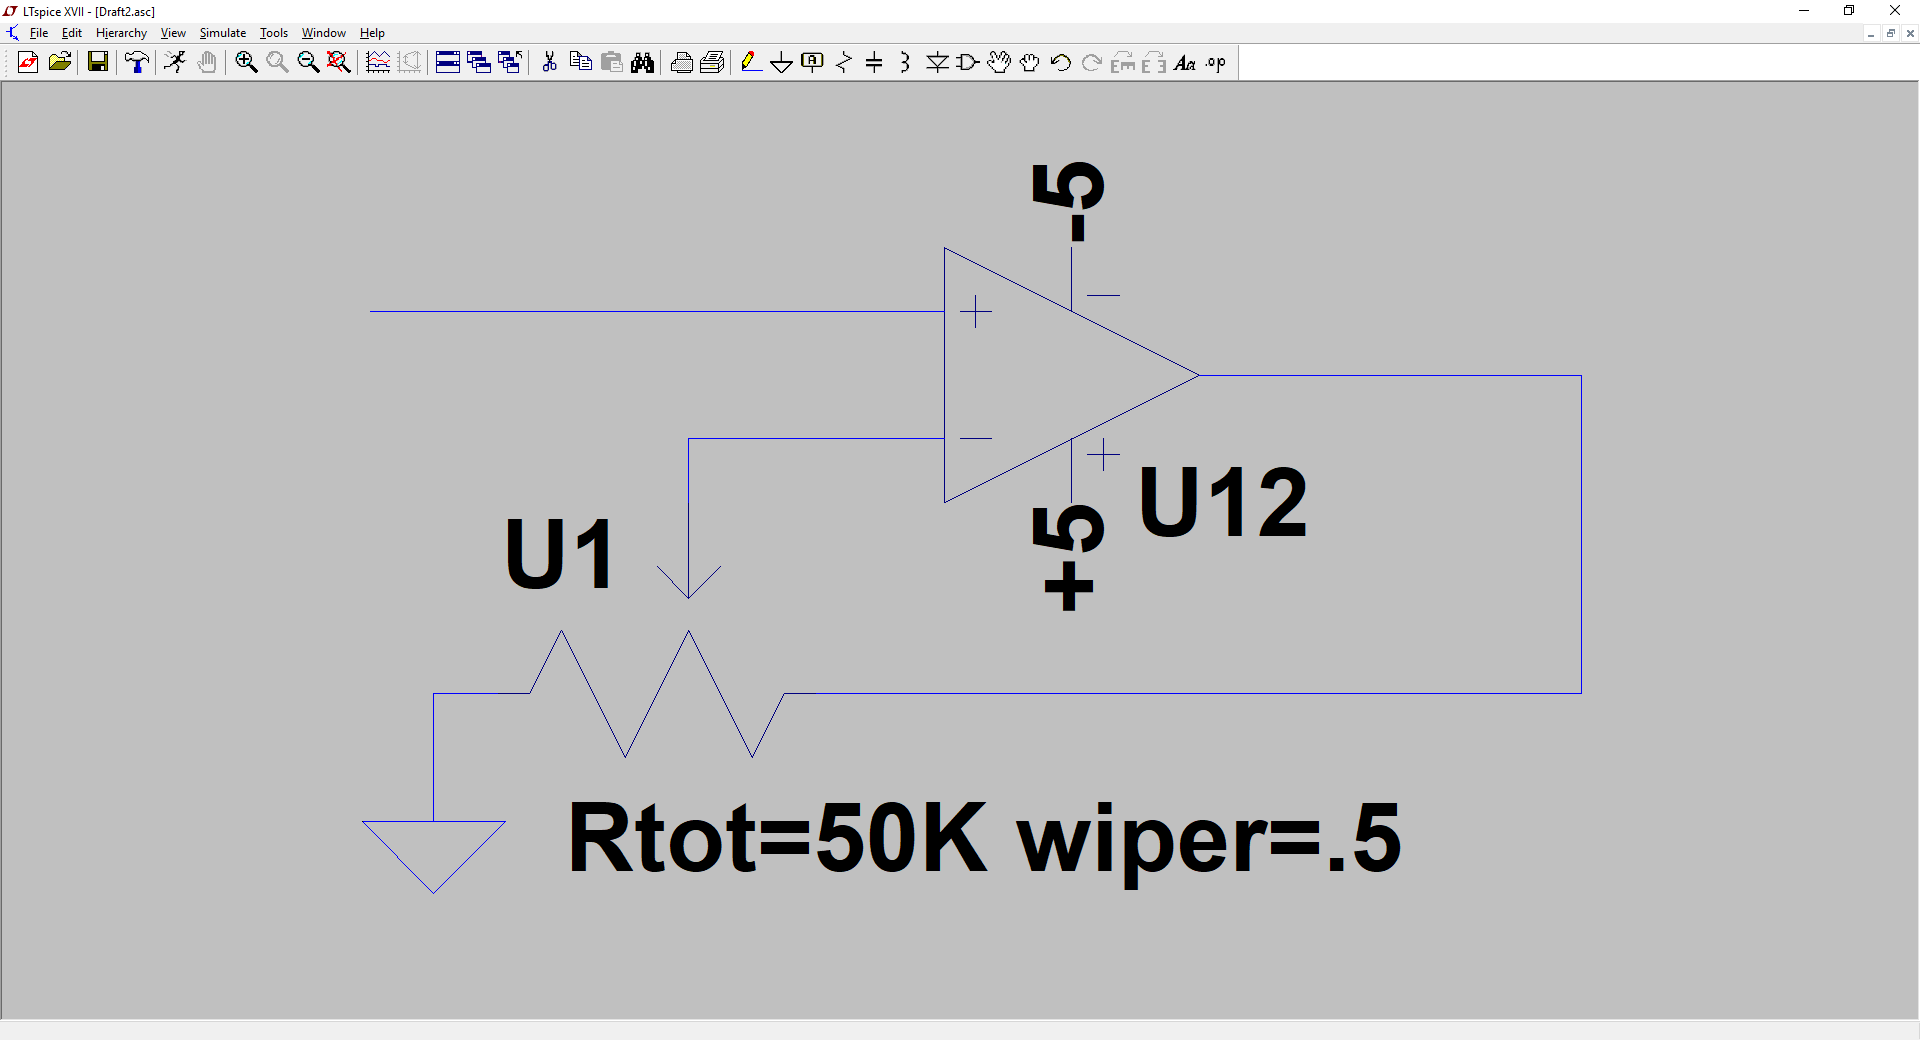 LTspice XVII - [Draft2.asc]
File Edit Hierarchy View Simulate Tools Window Help
Aa .op
-5
+5
U12
U1
Rtot=50K wiper=.5